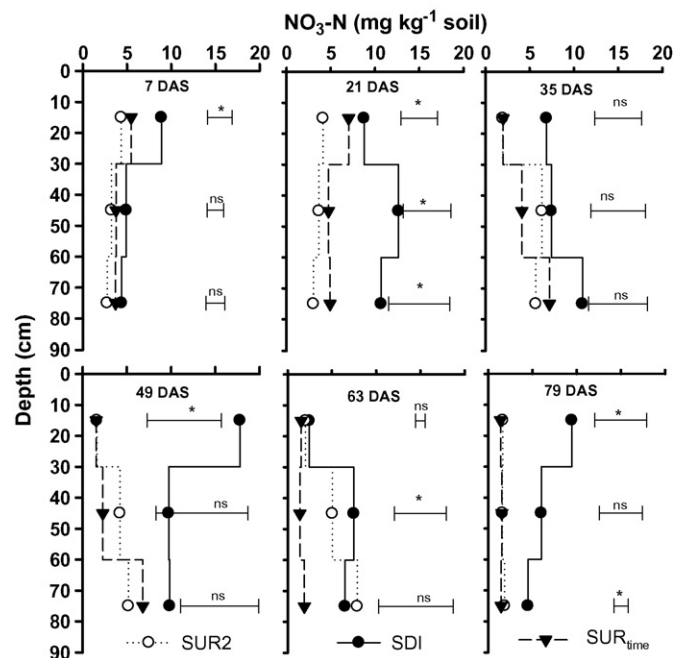 NO₃-N (mg kg⁻¹ soil)
0 5 10 15 20 0 5 10 15 20 0 5 10 15 20
0
7 DAS 21 DAS 35 DAS
10
* * ns
20
30
40
ns * ns
50
60
70
ns * ns
80
90
Depth (cm)
0
49 DAS 63 DAS 79 DAS
10
* ns *
20
30
40
ns * ns
50
60
70
ns ns *
80
90
SUR2 SDI SURtime